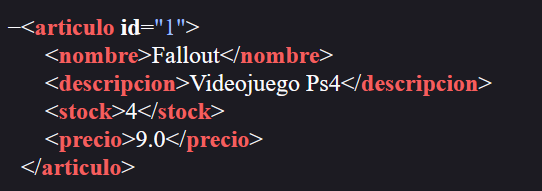 −<articulo id="1">
<nombre>Fallout</nombre>
<descripcion>Videojuego Ps4</descripcion>
<stock>4</stock>
<precio>9.0</precio>
</articulo>